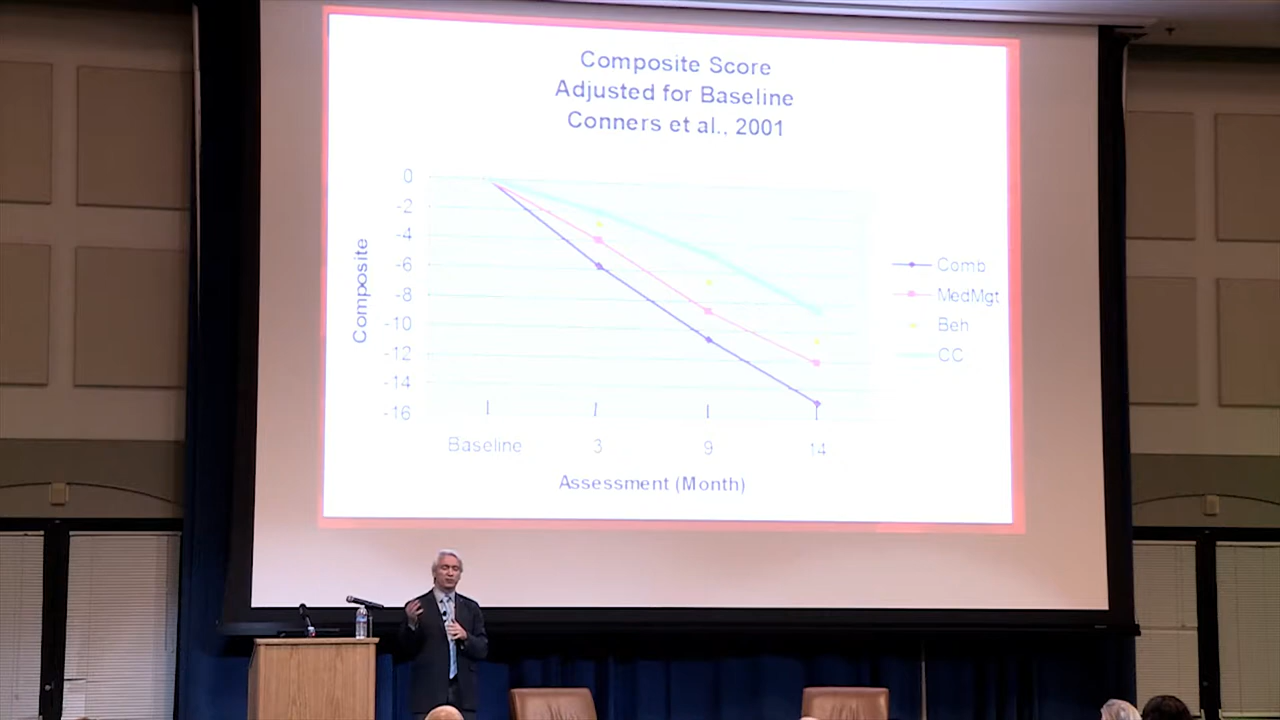 Composite Score
Adjusted for Baseline
Conners et al., 2001
0
-2
-4
-6
-8
-10
-12
-14
-16
Composite
Baseline
3
9
14
Assessment (Month)
Comb
MedMgt
Beh
CC